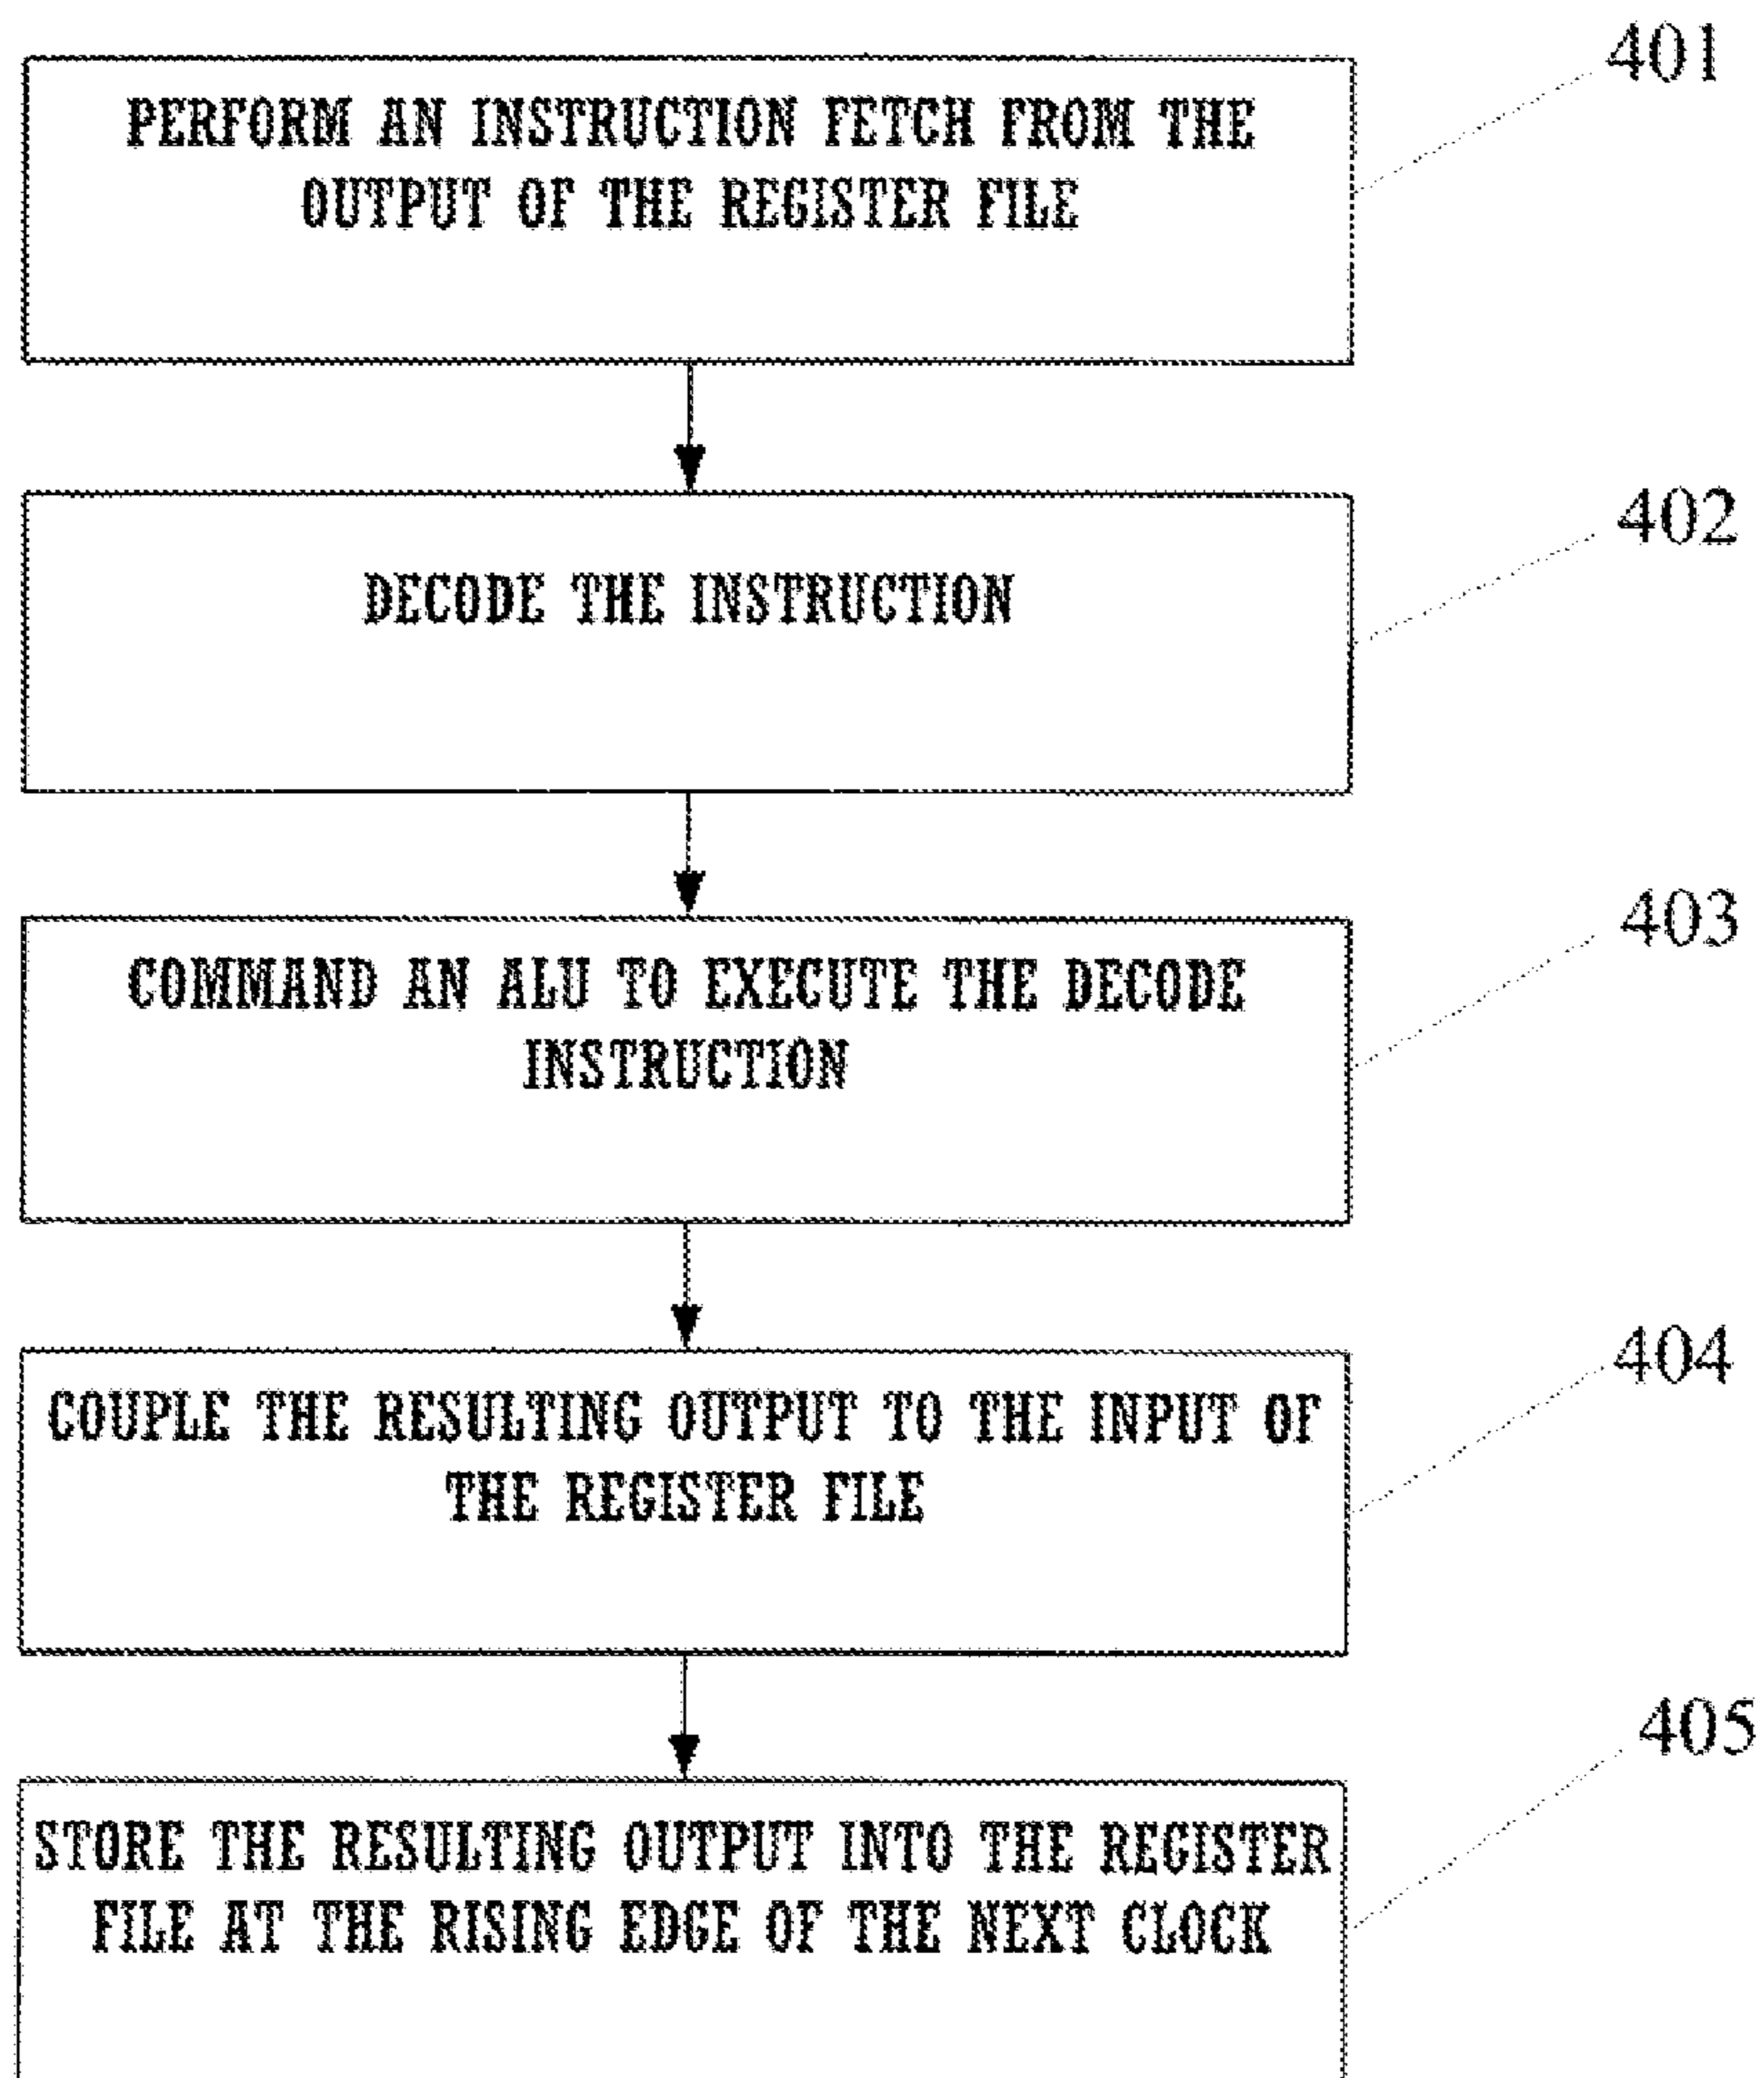 401
PERFORM AN INSTRUCTION FETCH FROM THE
OUTPUT OF THE REGISTER FILE
402
DECODE THE INSTRUCTION
403
COMMAND AN ALU TO EXECUTE THE DECODE
INSTRUCTION
404
COUPLE THE RESULTING OUTPUT TO THE INPUT OF
THE REGISTER FILE
405
STORE THE RESULTING OUTPUT INTO THE REGISTER
FILE AT THE RISING EDGE OF THE NEXT CLOCK